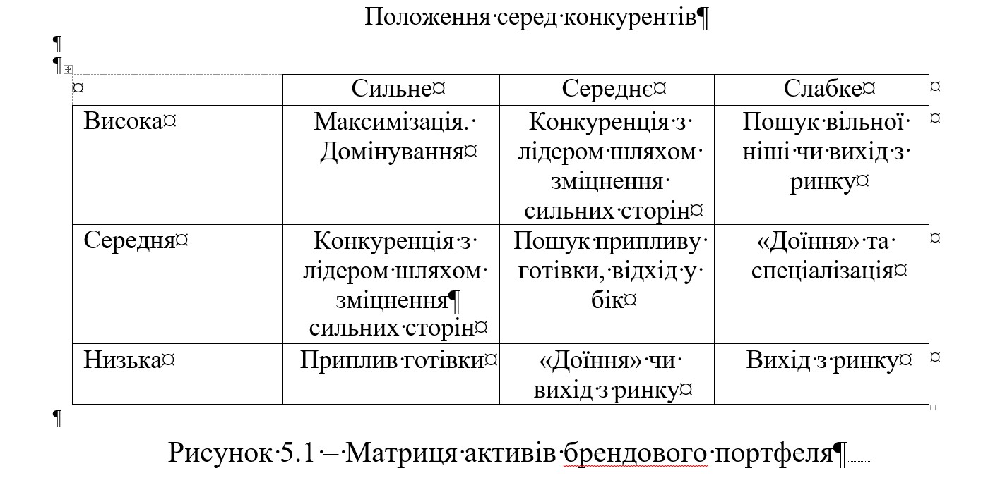 Положення серед конкурентів
Сильне Середнє Слабке
Висока Максимізація. Конкуренція з Пошук вільної
Домінування лідером шляхом ніші чи вихід з
зміцнення ринку
сильних сторін
Середня Конкуренція з Пошук припливу «Доїння» та
лідером шляхом готівки, відхід у спеціалізація
зміцнення бік
сильних сторін
Низька Приплив готівки «Доїння» чи Вихід з ринку
вихід з ринку
Рисунок 5.1 – Матриця активів брендового портфеля